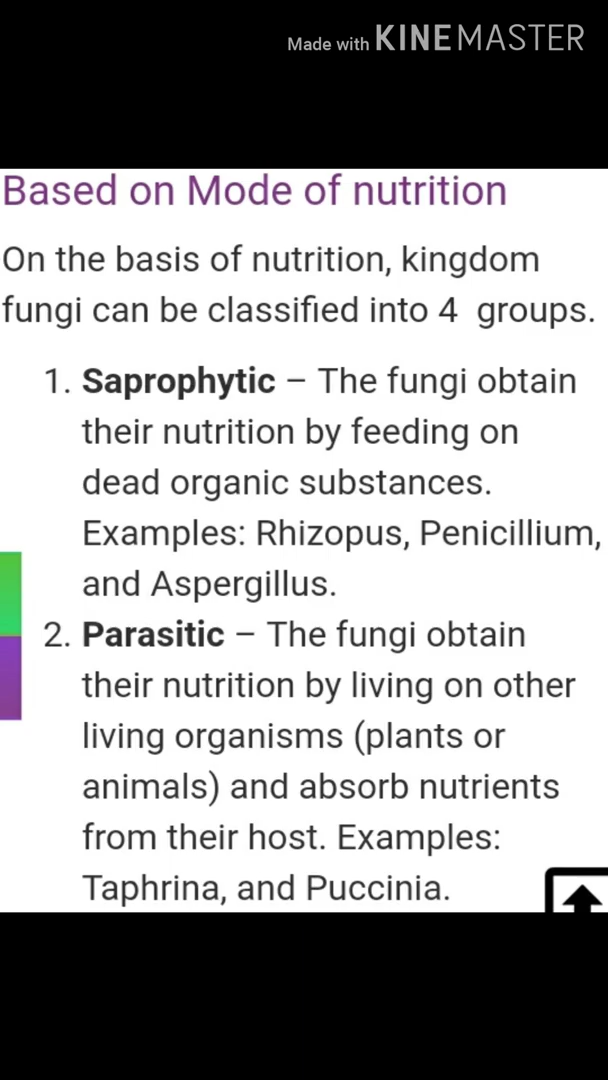 Made with KINEMASTER
Based on Mode of nutrition
On the basis of nutrition, kingdom
fungi can be classified into 4 groups.
1. Saprophytic – The fungi obtain
their nutrition by feeding on
dead organic substances.
Examples: Rhizopus, Penicillium,
and Aspergillus.
2. Parasitic – The fungi obtain
their nutrition by living on other
living organisms (plants or
animals) and absorb nutrients
from their host. Examples:
Taphrina, and Puccinia.